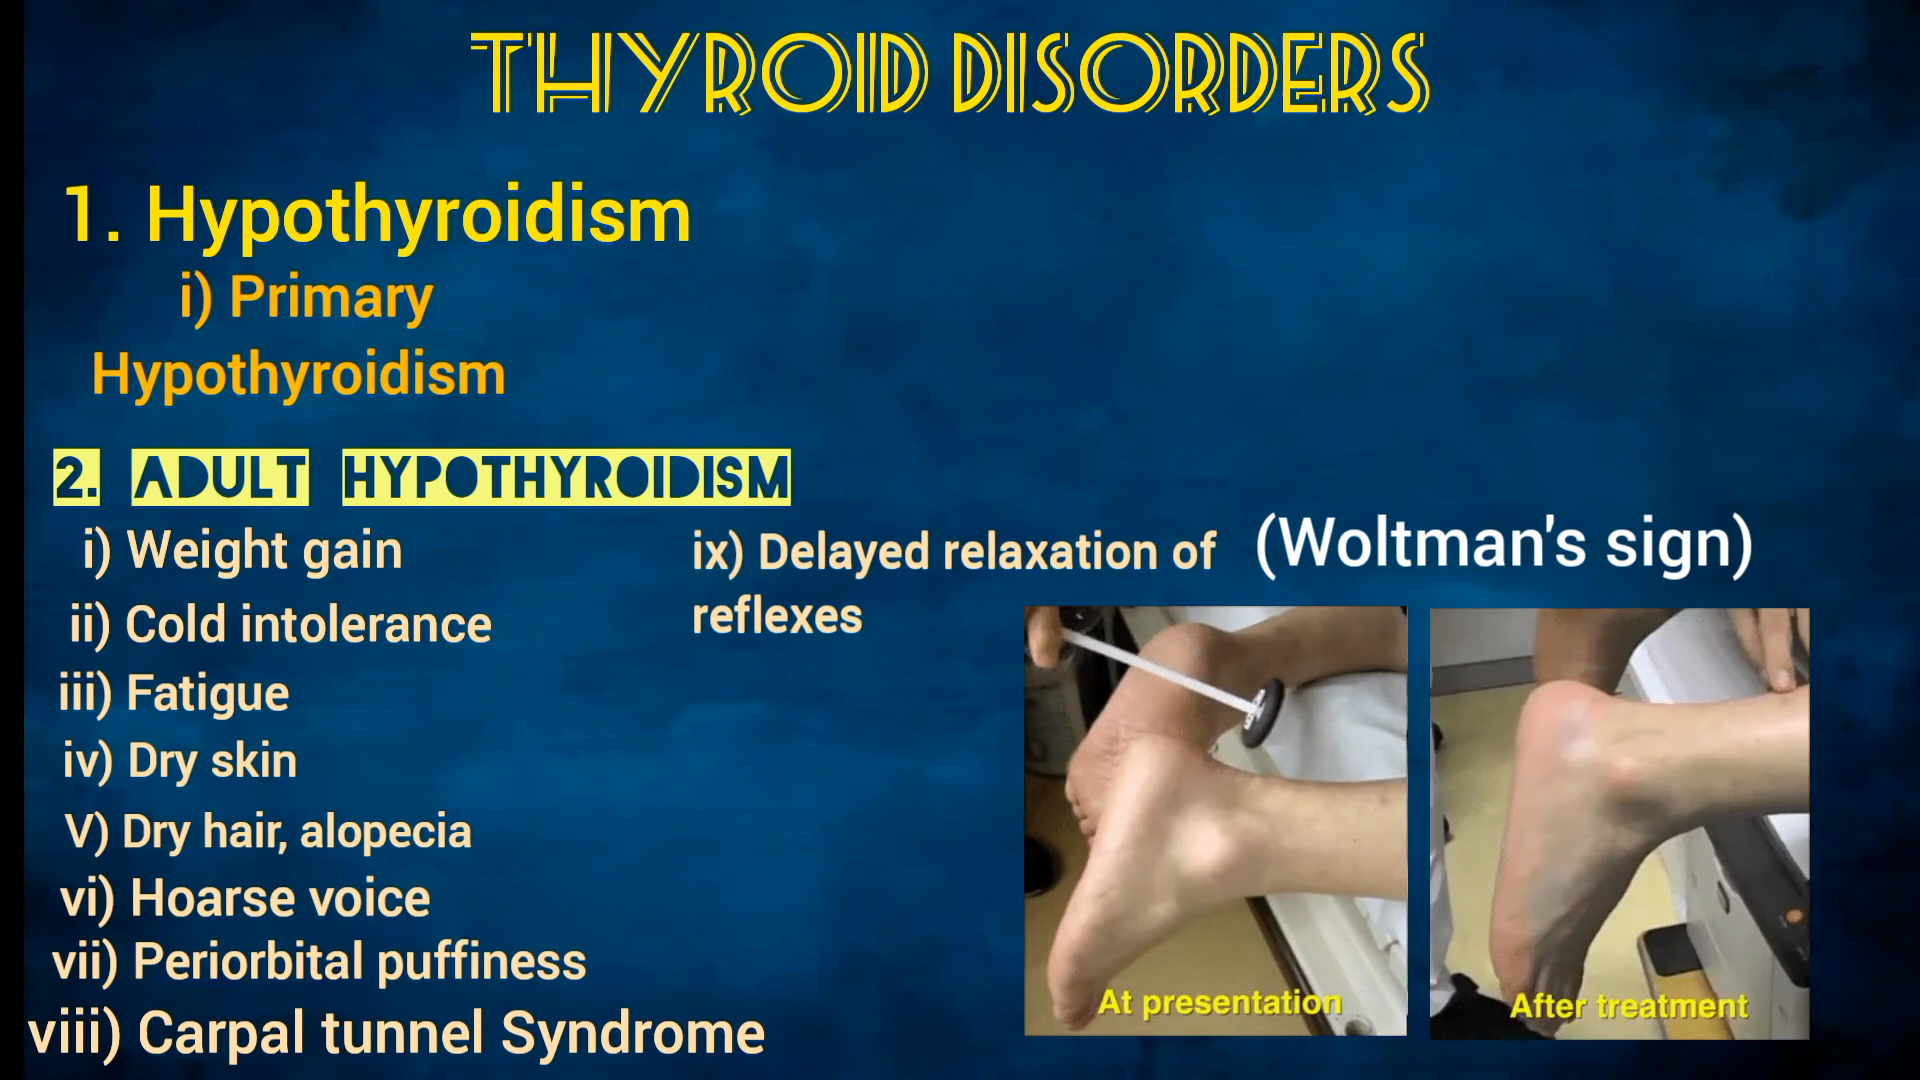 THYROID DISORDERS
1. Hypothyroidism
i) Primary
Hypothyroidism
2. ADULT HYPOTHYROIDISM
i) Weight gain
ii) Cold intolerance
iii) Fatigue
iv) Dry skin
V) Dry hair, alopecia
vi) Hoarse voice
vii) Periorbital puffiness
viii) Carpal tunnel Syndrome
ix) Delayed relaxation of
reflexes
(Woltman's sign)
At presentation
After treatment